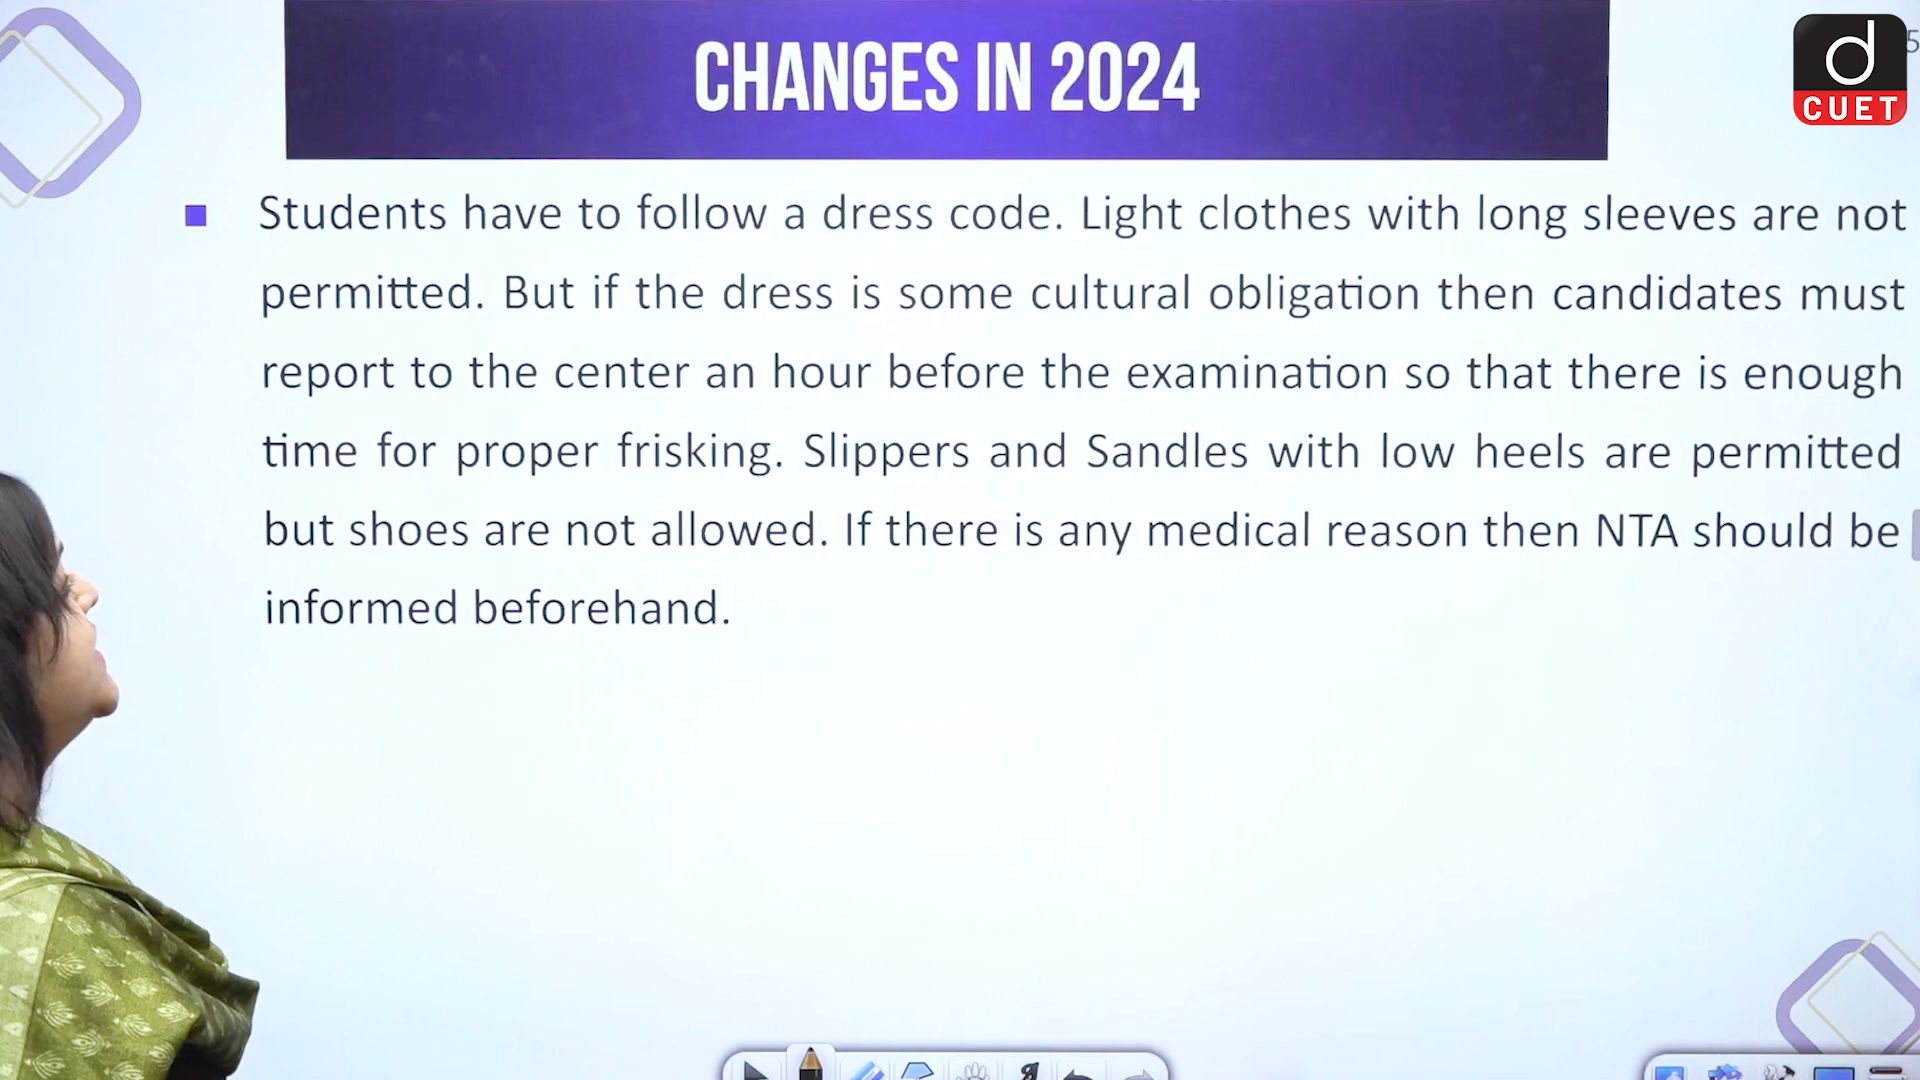 CHANGES IN 2024
d
5
CUET
Students have to follow a dress code. Light clothes with long sleeves are not
permitted. But if the dress is some cultural obligation then candidates must
report to the center an hour before the examination so that there is enough
time for proper frisking. Slippers and Sandles with low heels are permitted
but shoes are not allowed. If there is any medical reason then NTA should be
informed beforehand.